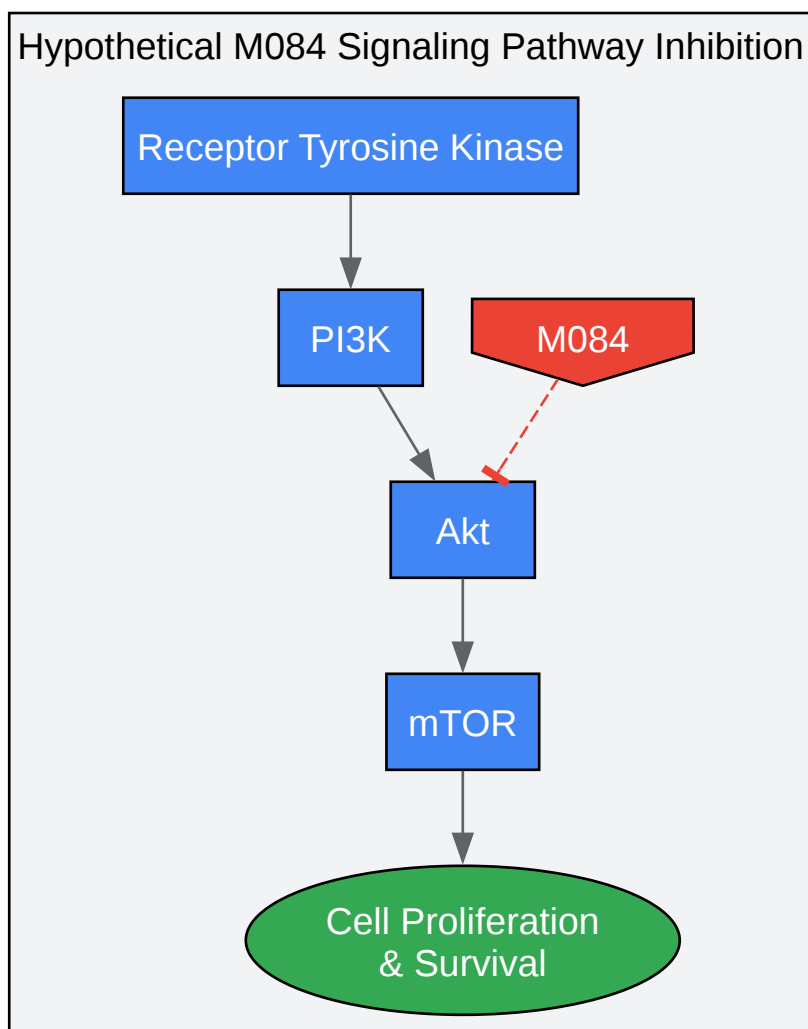 Hypothetical M084 Signaling Pathway Inhibition
Receptor Tyrosine Kinase
PI3K
M084
Akt
mTOR
Cell Proliferation
& Survival